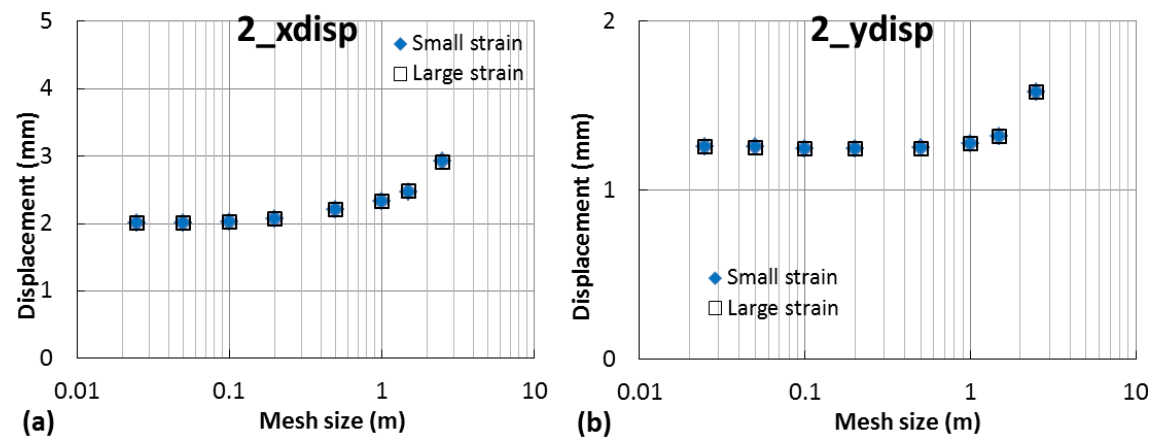 2_xdisp
5
4
3
2
1
0
Displacement (mm)
Small strain
Large strain
0.01 0.1 1 10
Mesh size (m)
(a)
2_ydisp
2
1
0
Displacement (mm)
Small strain
Large strain
0.01 0.1 1 10
Mesh size (m)
(b)